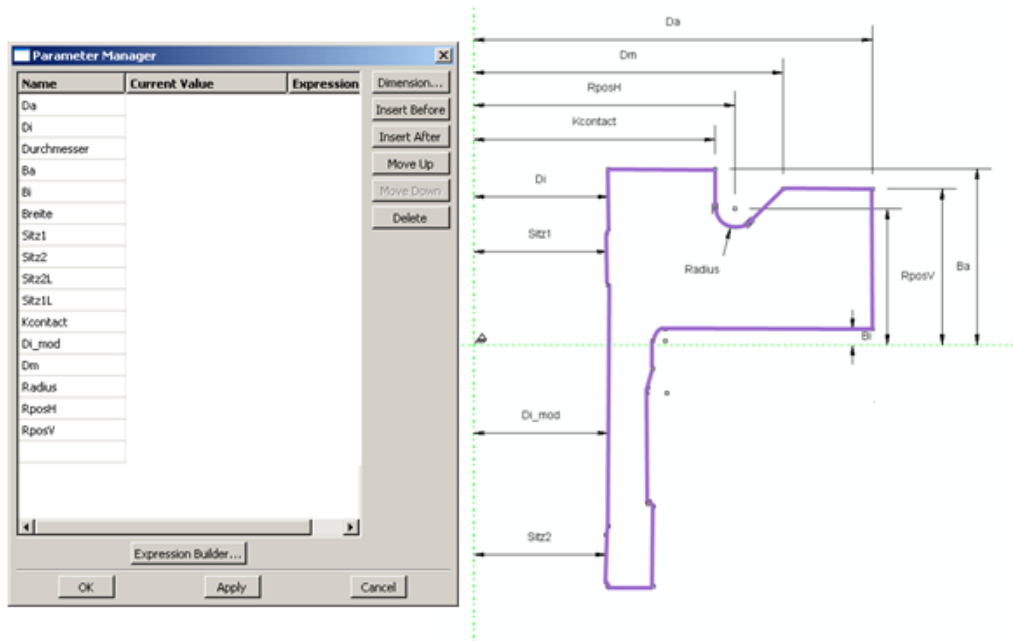 Parameter Manager
Name Current Value Expression
Da
Di
Durchmesser
Ba
Bi
Breite
Sitz1
Sitz2
Sitz2L
Sitz1L
Kcontact
Di_mod
Dm
Radius
RposH
RposV
Dimension...
Insert Before
Insert After
Move Up
Move Down
Delete
Expression Builder...
OK Apply Cancel
Da
Dm
RposH
Kcontact
Di
Sitz1
Radius
RposV
Ba
Bi
Di_mod
Sitz2